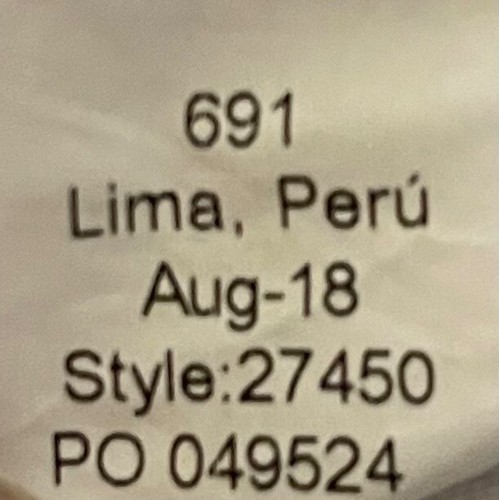 691
Lima, Perú
Aug-18
Style:27450
PO 049524